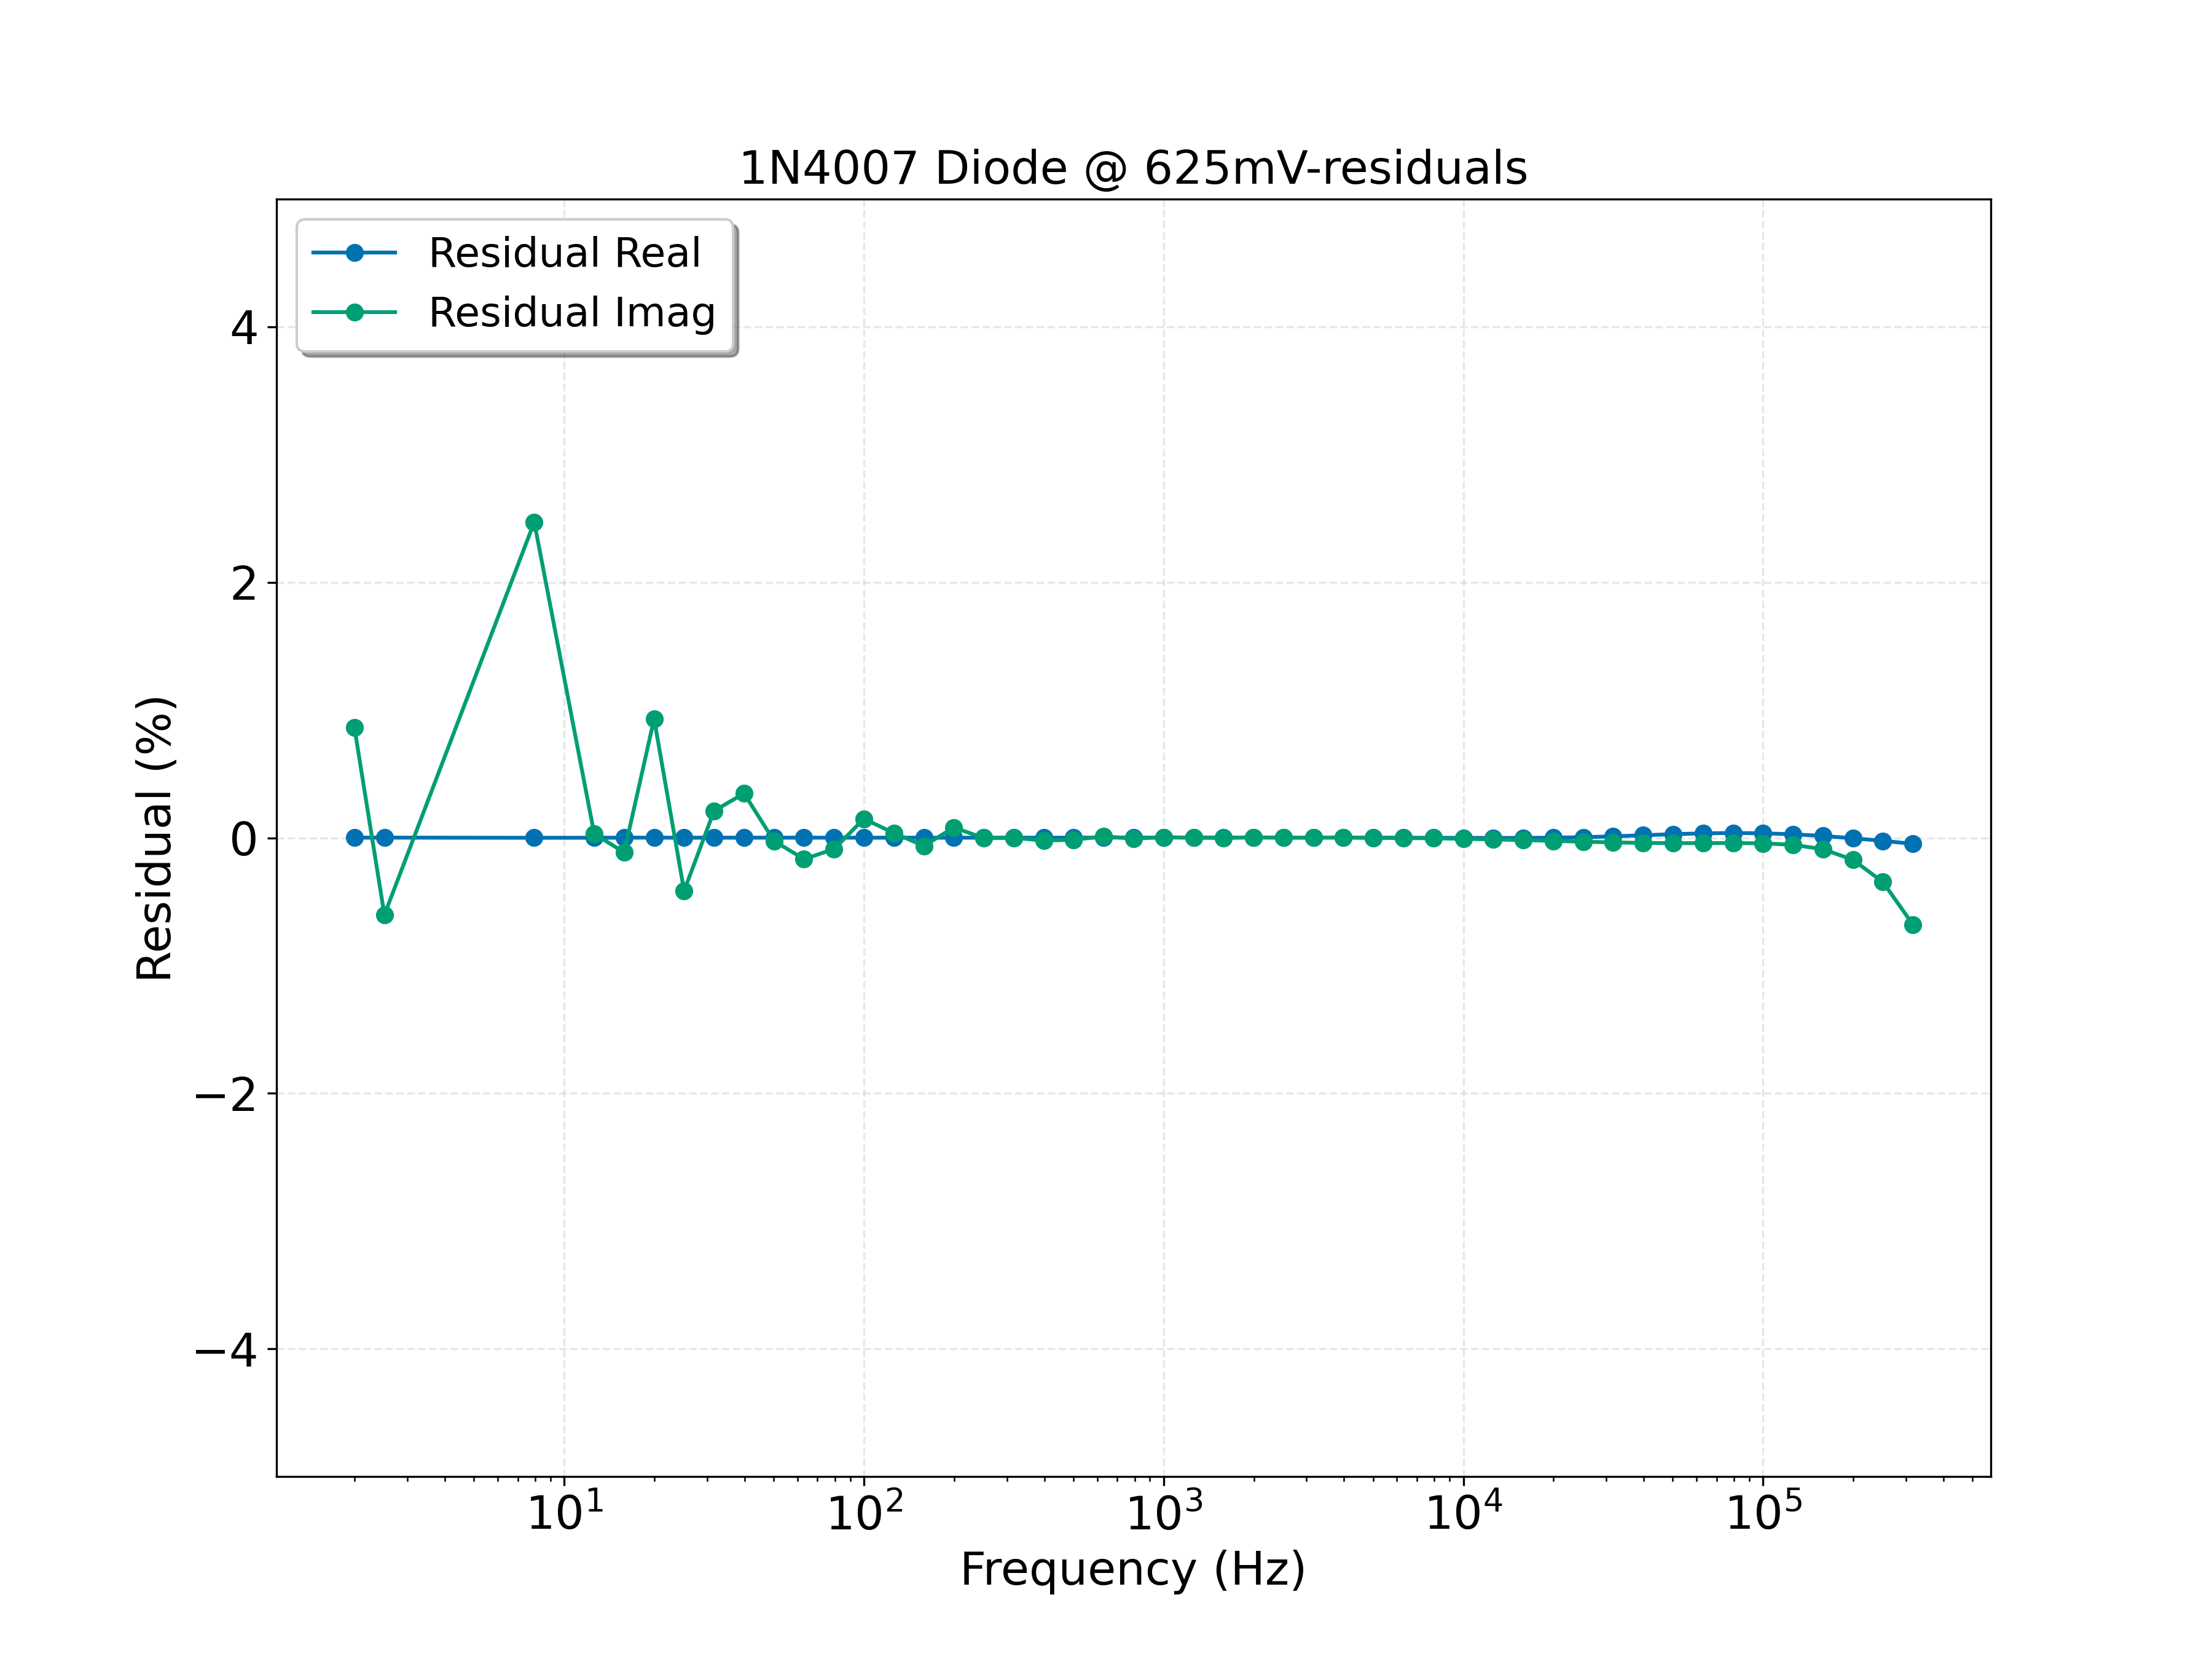 1N4007 Diode @ 625mV-residuals
Residual Real
Residual Imag
4
2
0
−2
−4
Residual (%)
10¹ 10² 10³ 10⁴ 10⁵
Frequency (Hz)